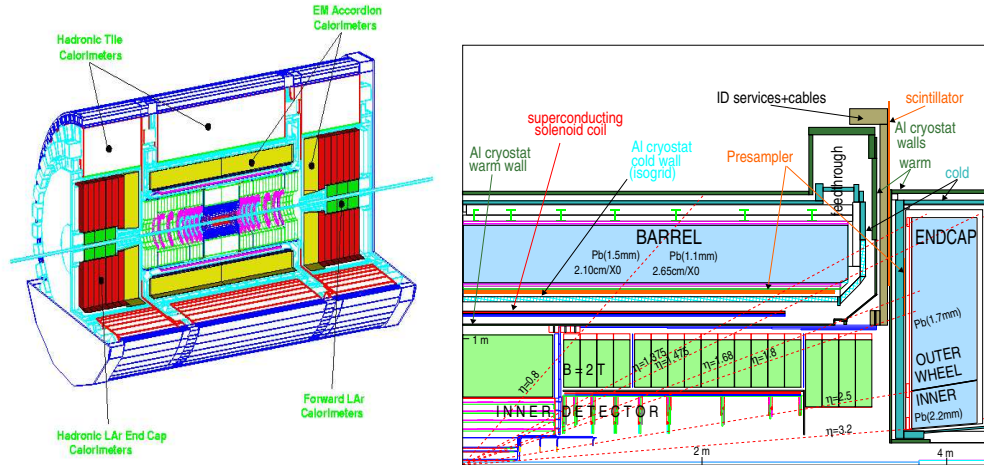 EM Accordion
Calorimeters
Hadronic Tile
Calorimeters
Forward LAr
Calorimeters
Hadronic LAr End Cap
Calorimeters
ID services+cables
scintillator
superconducting
solenoid coil
Al cryostat
walls
Al cryostat
warm wall
Al cryostat
cold wall
(isogrid)
Presampler
warm
cold
feedthrough
BARREL
ENDCAP
Pb(1.5mm)
Pb(1.1mm)
2.10cm/X0
2.65cm/X0
Pb(1.7mm)
1 m
η=0.8
B=2T
η=1.375
η=1.475
η=1.68
η=1.8
OUTER
WHEEL
η=2.5
INNER
INNER DETECTOR
Pb(2.2mm)
η=3.2
2 m
4 m